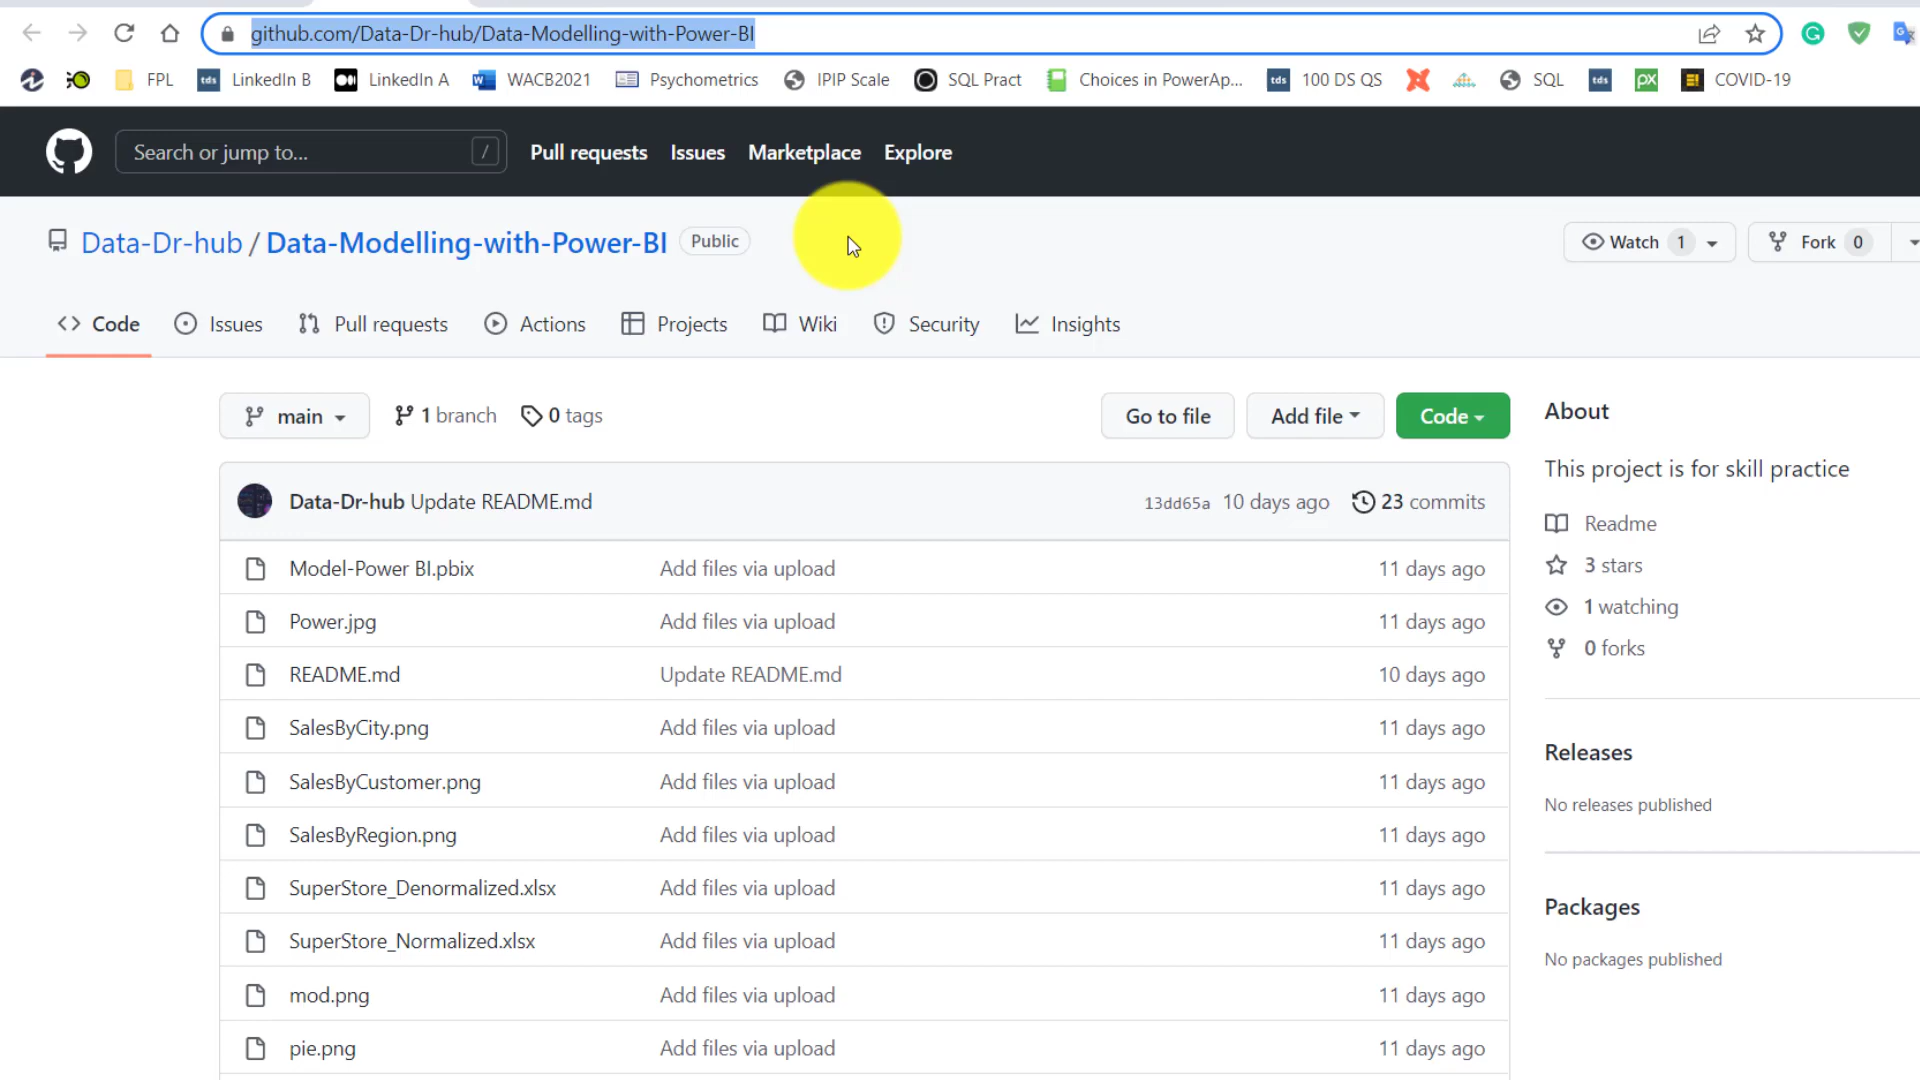 github.com/Data-Dr-hub/Data-Modelling-with-Power-BI
FPL tds LinkedIn B LinkedIn A WACB2021 Psychometrics IPIP Scale SQL Pract Choices in PowerAp... tds 100 DS QS SQL tds px COVID-19
Search or jump to... / Pull requests Issues Marketplace Explore
Data-Dr-hub / Data-Modelling-with-Power-BI Public Watch 1 Fork 0
Code Issues Pull requests Actions Projects Wiki Security Insights
main 1 branch 0 tags Go to file Add file Code
Data-Dr-hub Update README.md 13dd65a 10 days ago 23 commits
Model-Power BI.pbix Add files via upload 11 days ago
Power.jpg Add files via upload 11 days ago
README.md Update README.md 10 days ago
SalesByCity.png Add files via upload 11 days ago
SalesByCustomer.png Add files via upload 11 days ago
SalesByRegion.png Add files via upload 11 days ago
SuperStore_Denormalized.xlsx Add files via upload 11 days ago
SuperStore_Normalized.xlsx Add files via upload 11 days ago
mod.png Add files via upload 11 days ago
pie.png Add files via upload 11 days ago
About
This project is for skill practice
Readme
3 stars
1 watching
0 forks
Releases
No releases published
Packages
No packages published